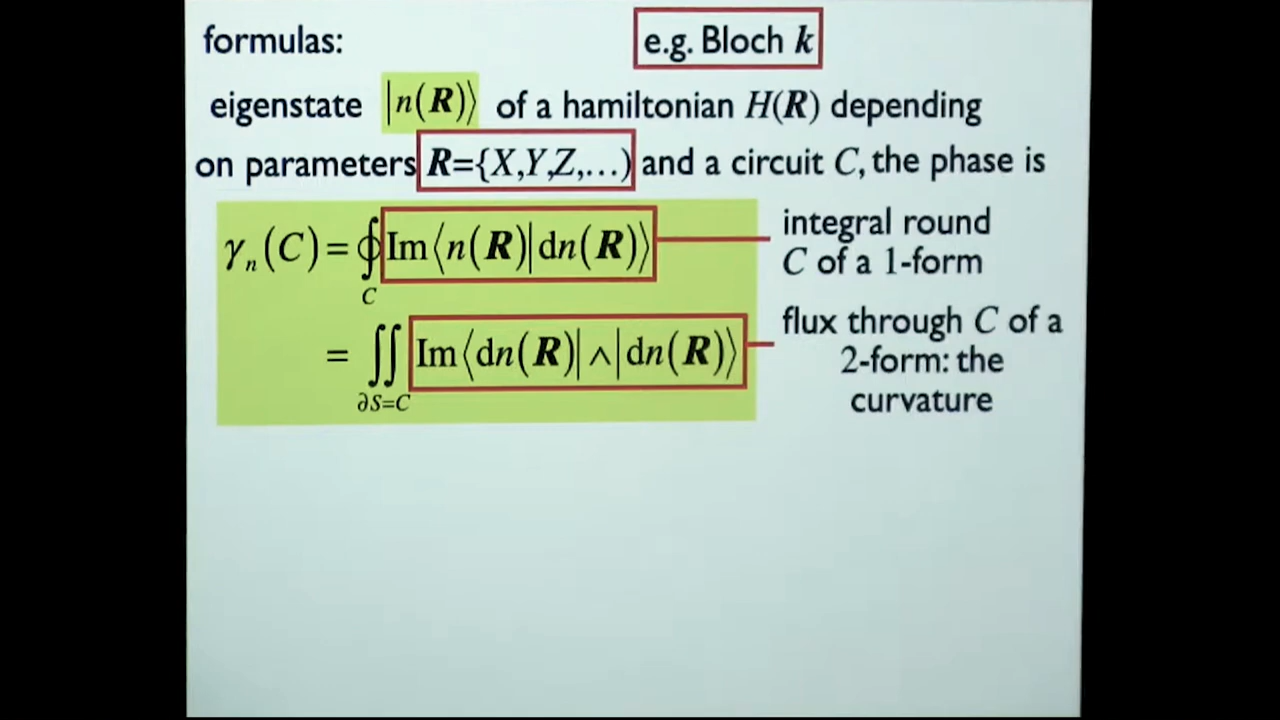 formulas:
e.g. Bloch k
eigenstate |n(R)⟩ of a hamiltonian H(R) depending
on parameters R={X,Y,Z,…) and a circuit C, the phase is
γₙ(C) = ∮_C Im⟨n(R)|dn(R)⟩
integral round
C of a 1-form
= ∬_{∂S=C} Im⟨dn(R)|∧|dn(R)⟩
flux through C of a
2-form: the
curvature